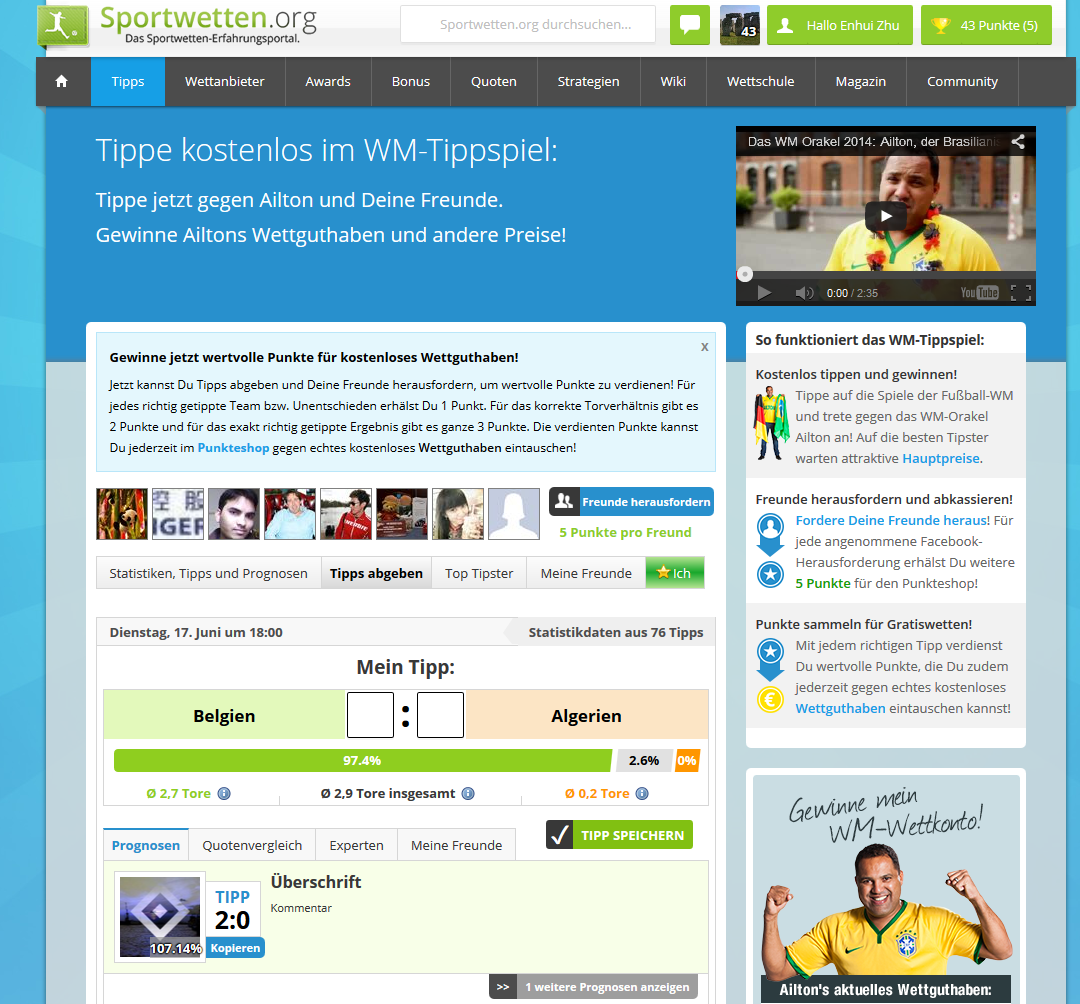 Sportwetten.org
Das Sportwetten-Erfahrungsportal.
Sportwetten.org durchsuchen...
43
Hallo Enhui Zhu
43 Punkte (5)
Tipps
Wettanbieter
Awards
Bonus
Quoten
Strategien
Wiki
Wettschule
Magazin
Community
Tippe kostenlos im WM-Tippspiel:
Tippe jetzt gegen Ailton und Deine Freunde.
Gewinne Ailtons Wettguthaben und andere Preise!
Das WM Orakel 2014: Ailton, der Brasiliani
0:00 / 2:35
YouTube
Gewinne jetzt wertvolle Punkte für kostenloses Wettguthaben!
x
Jetzt kannst Du Tipps abgeben und Deine Freunde herausfordern, um wertvolle Punkte zu verdienen! Für
jedes richtig getippte Team bzw. Unentschieden erhälst Du 1 Punkt. Für das korrekte Torverhältnis gibt es
2 Punkte und für das exakt richtig getippte Ergebnis gibt es ganze 3 Punkte. Die verdienten Punkte kannst
Du jederzeit im Punkteshop gegen echtes kostenloses Wettguthaben eintauschen!
Freunde herausfordern
5 Punkte pro Freund
Statistiken, Tipps und Prognosen
Tipps abgeben
Top Tipster
Meine Freunde
Ich
Dienstag, 17. Juni um 18:00
Statistikdaten aus 76 Tipps
Mein Tipp:
Belgien
:
Algerien
97.4%
2.6%
0%
Ø 2,7 Tore
Ø 2,9 Tore insgesamt
Ø 0,2 Tore
TIPP SPEICHERN
Prognosen
Quotenvergleich
Experten
Meine Freunde
107.14%
TIPP
2:0
Kopieren
Überschrift
Kommentar
>>
1 weitere Prognosen anzeigen
So funktioniert das WM-Tippspiel:
Kostenlos tippen und gewinnen!
Tippe auf die Spiele der Fußball-WM
und trete gegen das WM-Orakel
Ailton an! Auf die besten Tipster
warten attraktive Hauptpreise.
Freunde herausfordern und abkassieren!
Fordere Deine Freunde heraus! Für
jede angenommene Facebook-
Herausforderung erhälst Du weitere
5 Punkte für den Punkteshop!
Punkte sammeln für Gratiswetten!
Mit jedem richtigen Tipp verdienst
Du wertvolle Punkte, die Du zudem
jederzeit gegen echtes kostenloses
Wettguthaben eintauschen kannst!
Gewinne mein
WM-Wettkonto!
Ailton's aktuelles Wettguthaben: